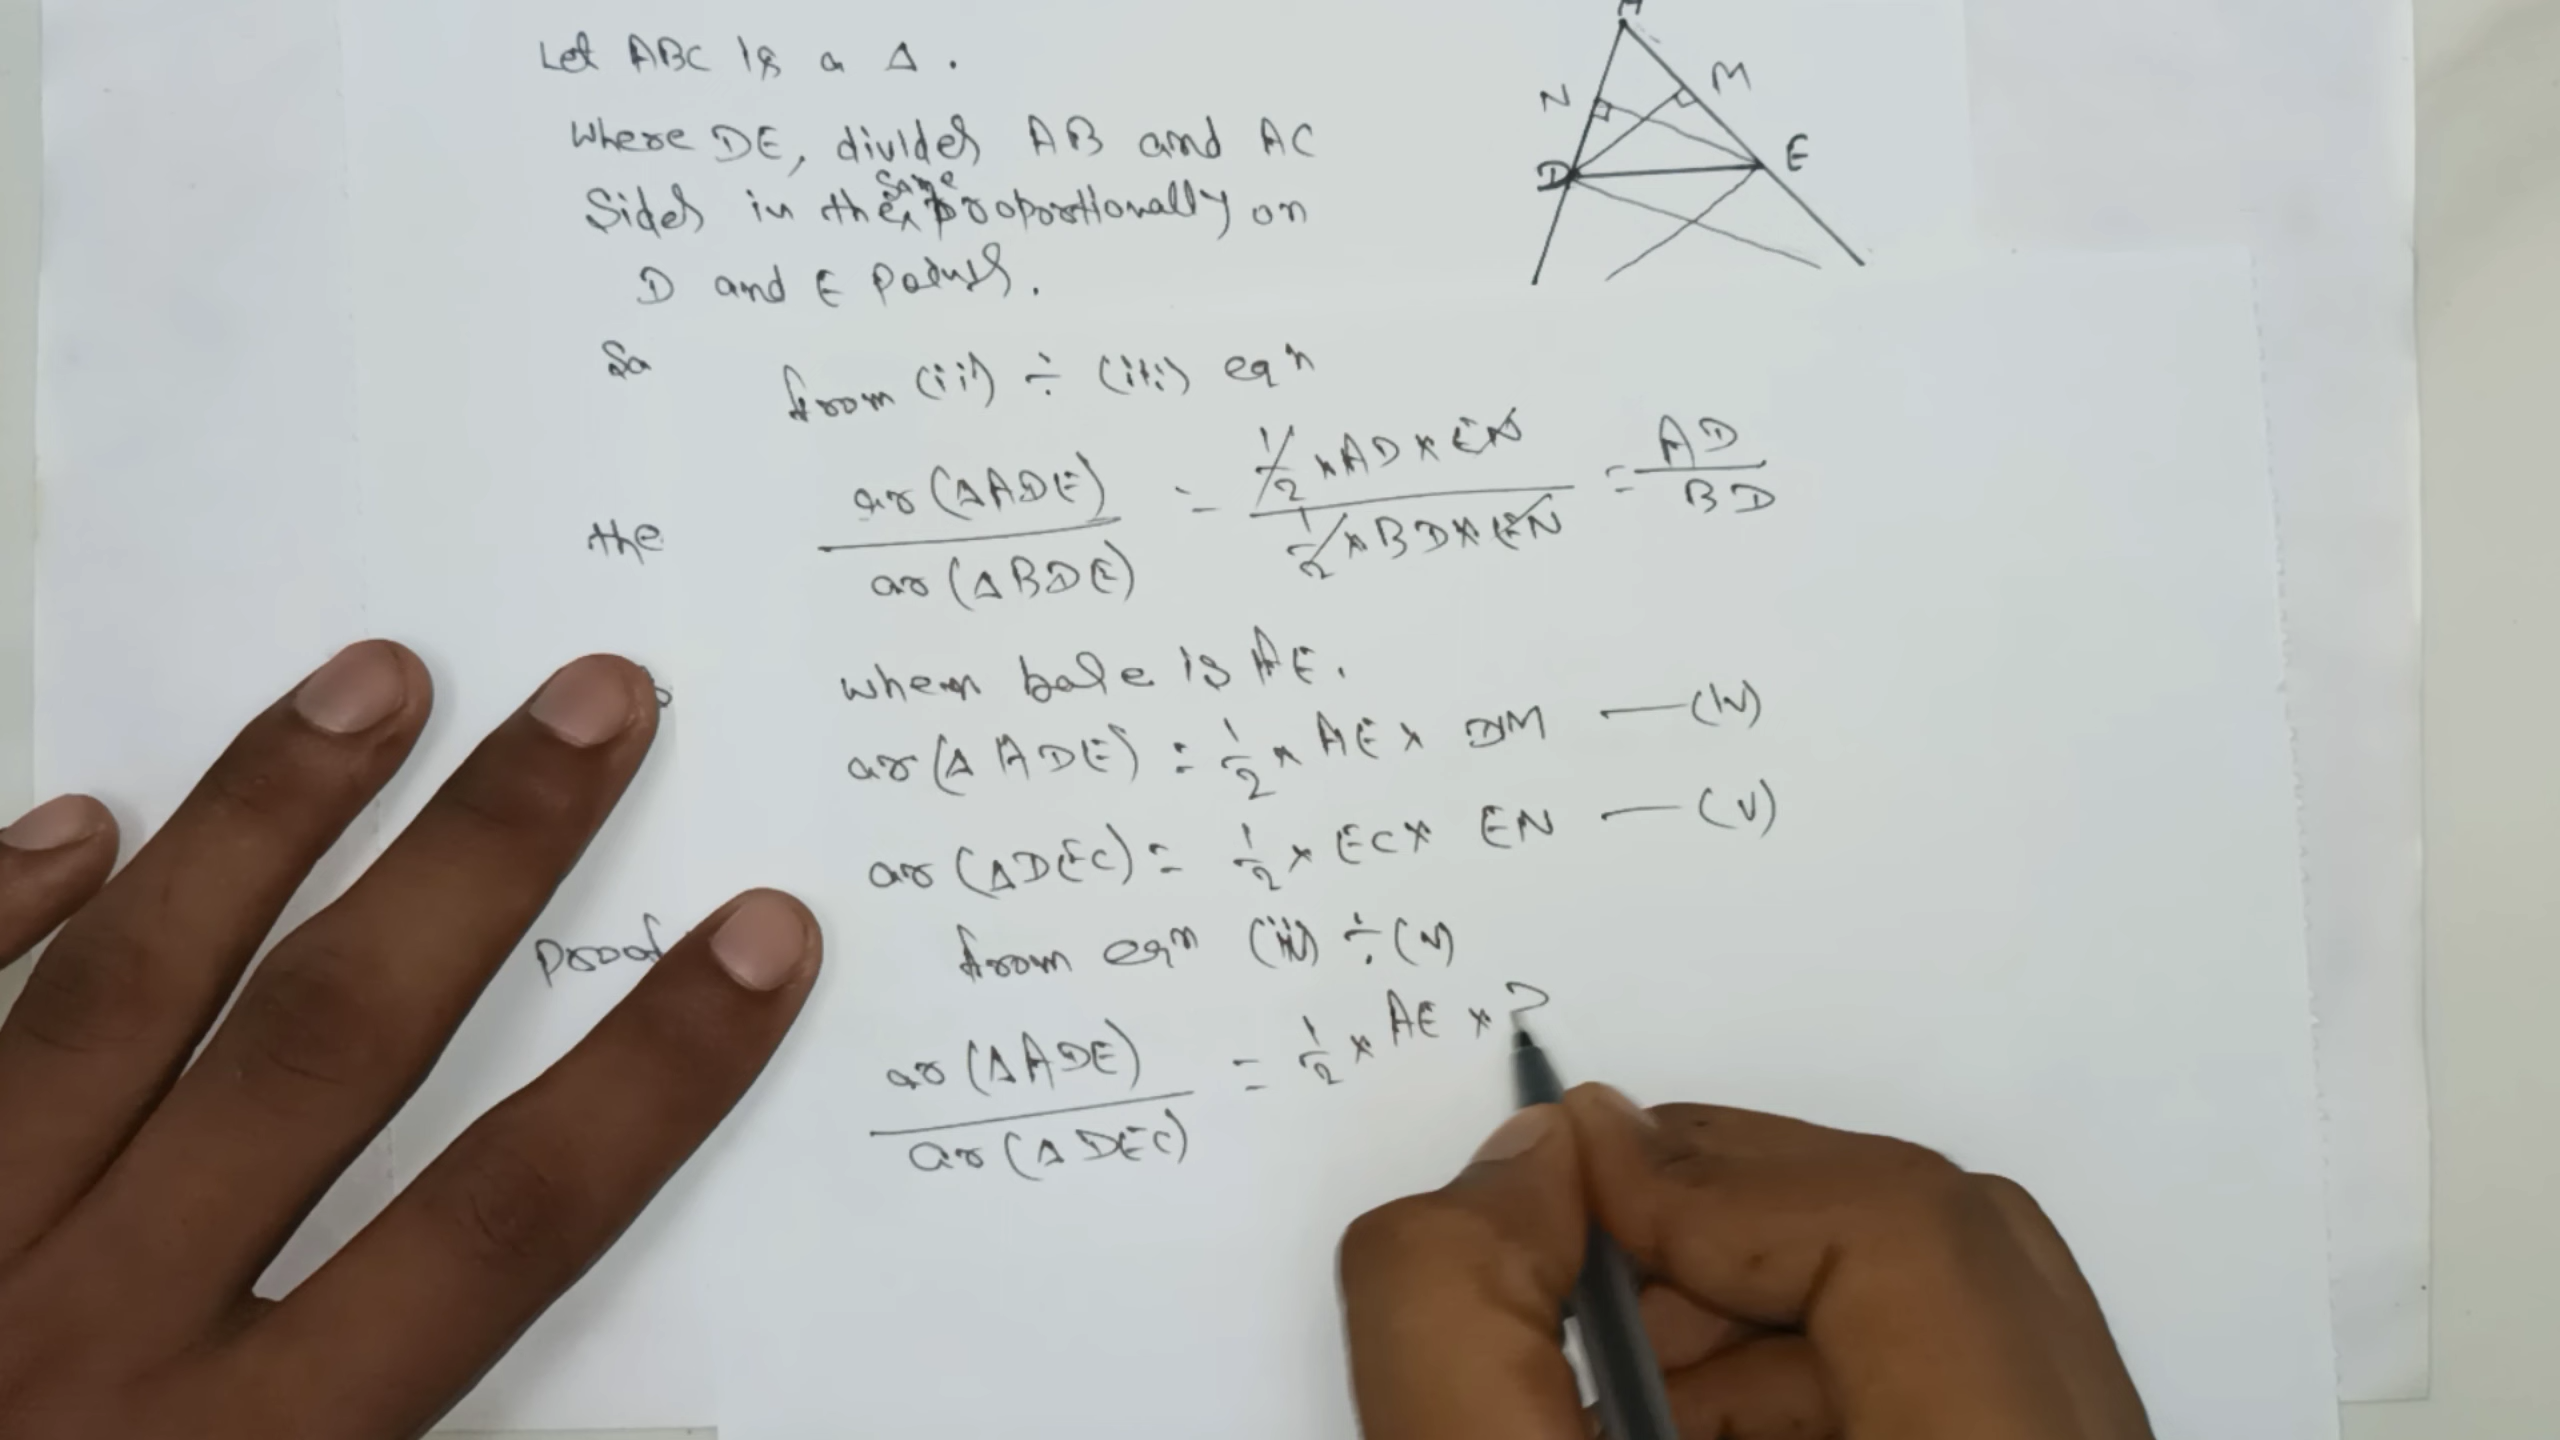 Let ABC is a Δ.
Where DE, divides AB and AC
Sides in the same proportionally on
D and E points.
So from (ii) ÷ (iii) eqn
the ar(ΔADE) / ar(ΔBDE) = 1/2 × AD × EN / 1/2 × BD × EN = AD / BD
when base is AE.
ar(ΔADE) = 1/2 × AE × DM —(iv)
ar(ΔDEC) = 1/2 × EC × EN —(v)
Proof from eqn (iv) ÷ (v)
ar(ΔADE) / ar(ΔDEC) = 1/2 × AE ×
A
N
M
D
E